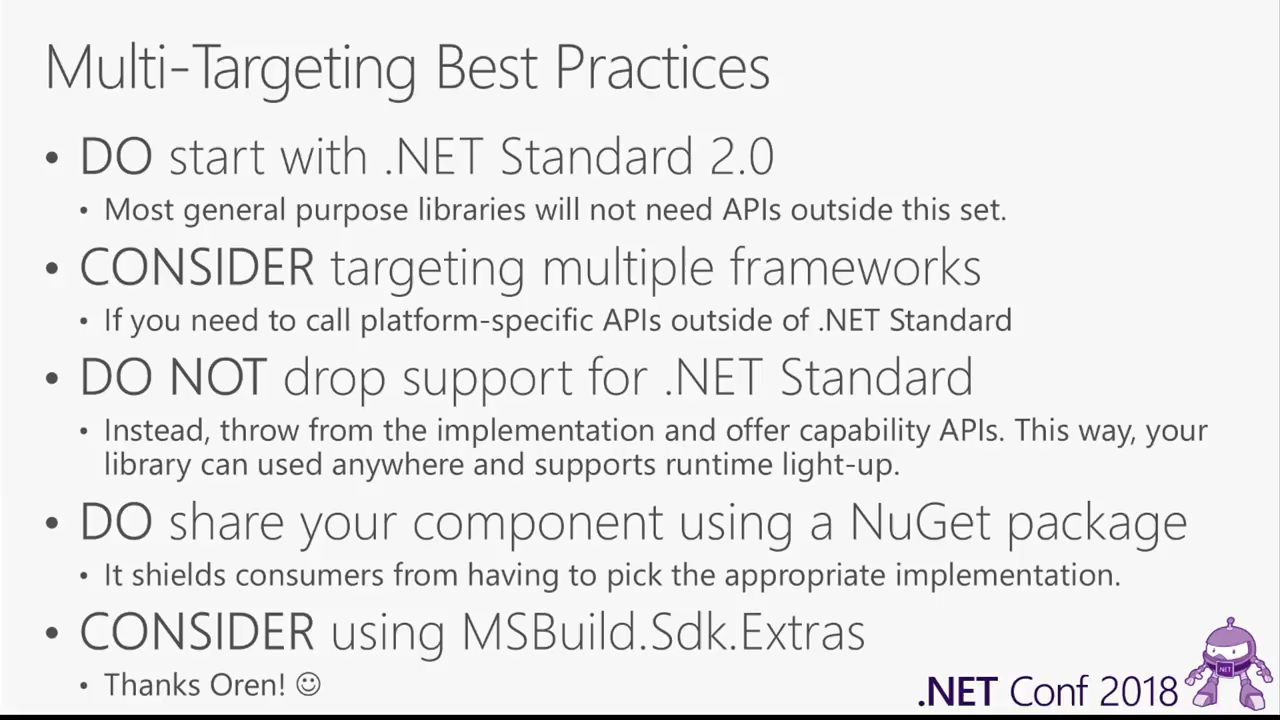 Multi-Targeting Best Practices
• DO start with .NET Standard 2.0
• Most general purpose libraries will not need APIs outside this set.
• CONSIDER targeting multiple frameworks
• If you need to call platform-specific APIs outside of .NET Standard
• DO NOT drop support for .NET Standard
• Instead, throw from the implementation and offer capability APIs. This way, your
library can used anywhere and supports runtime light-up.
• DO share your component using a NuGet package
• It shields consumers from having to pick the appropriate implementation.
• CONSIDER using MSBuild.Sdk.Extras
• Thanks Oren! ☺
.NET Conf 2018
.NET